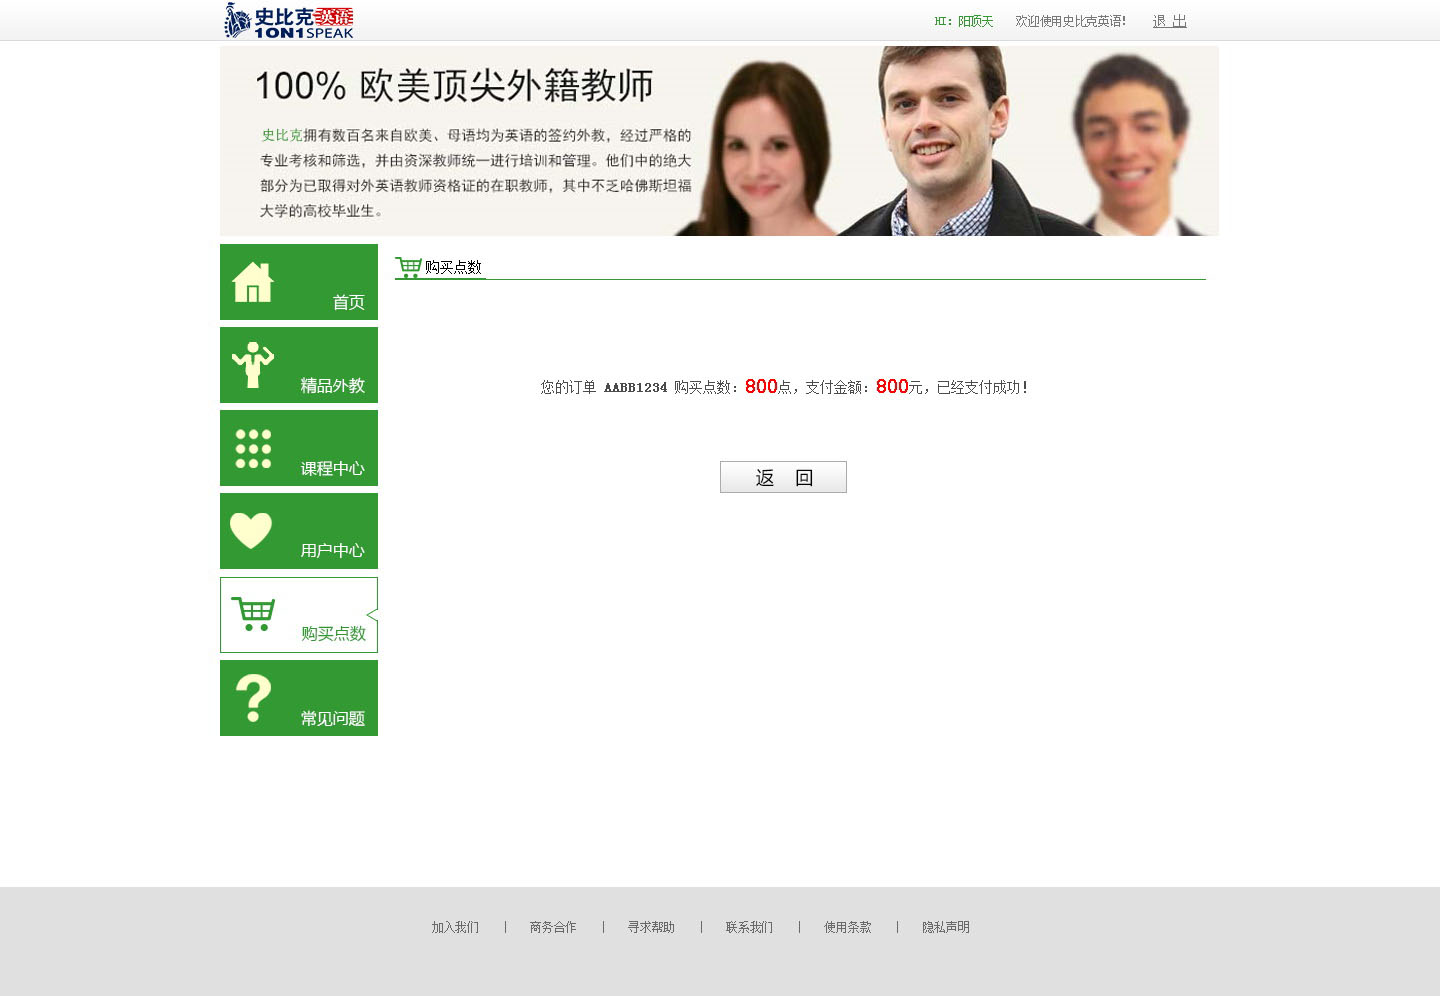 史比克英语
1ON1SPEAK
HI: 阳顶天 欢迎使用史比克英语! 退 出
100% 欧美顶尖外籍教师
史比克拥有数百名来自欧美、母语均为英语的签约外教，经过严格的
专业考核和筛选，并由资深教师统一进行培训和管理。他们中的绝大
部分为已取得对外英语教师资格证的在职教师，其中不乏哈佛斯坦福
大学的高校毕业生。
首页
精品外教
课程中心
用户中心
购买点数
常见问题
购买点数
您的订单 AABB1234 购买点数：800点，支付金额：800元，已经支付成功！
返 回
加入我们 | 商务合作 | 寻求帮助 | 联系我们 | 使用条款 | 隐私声明